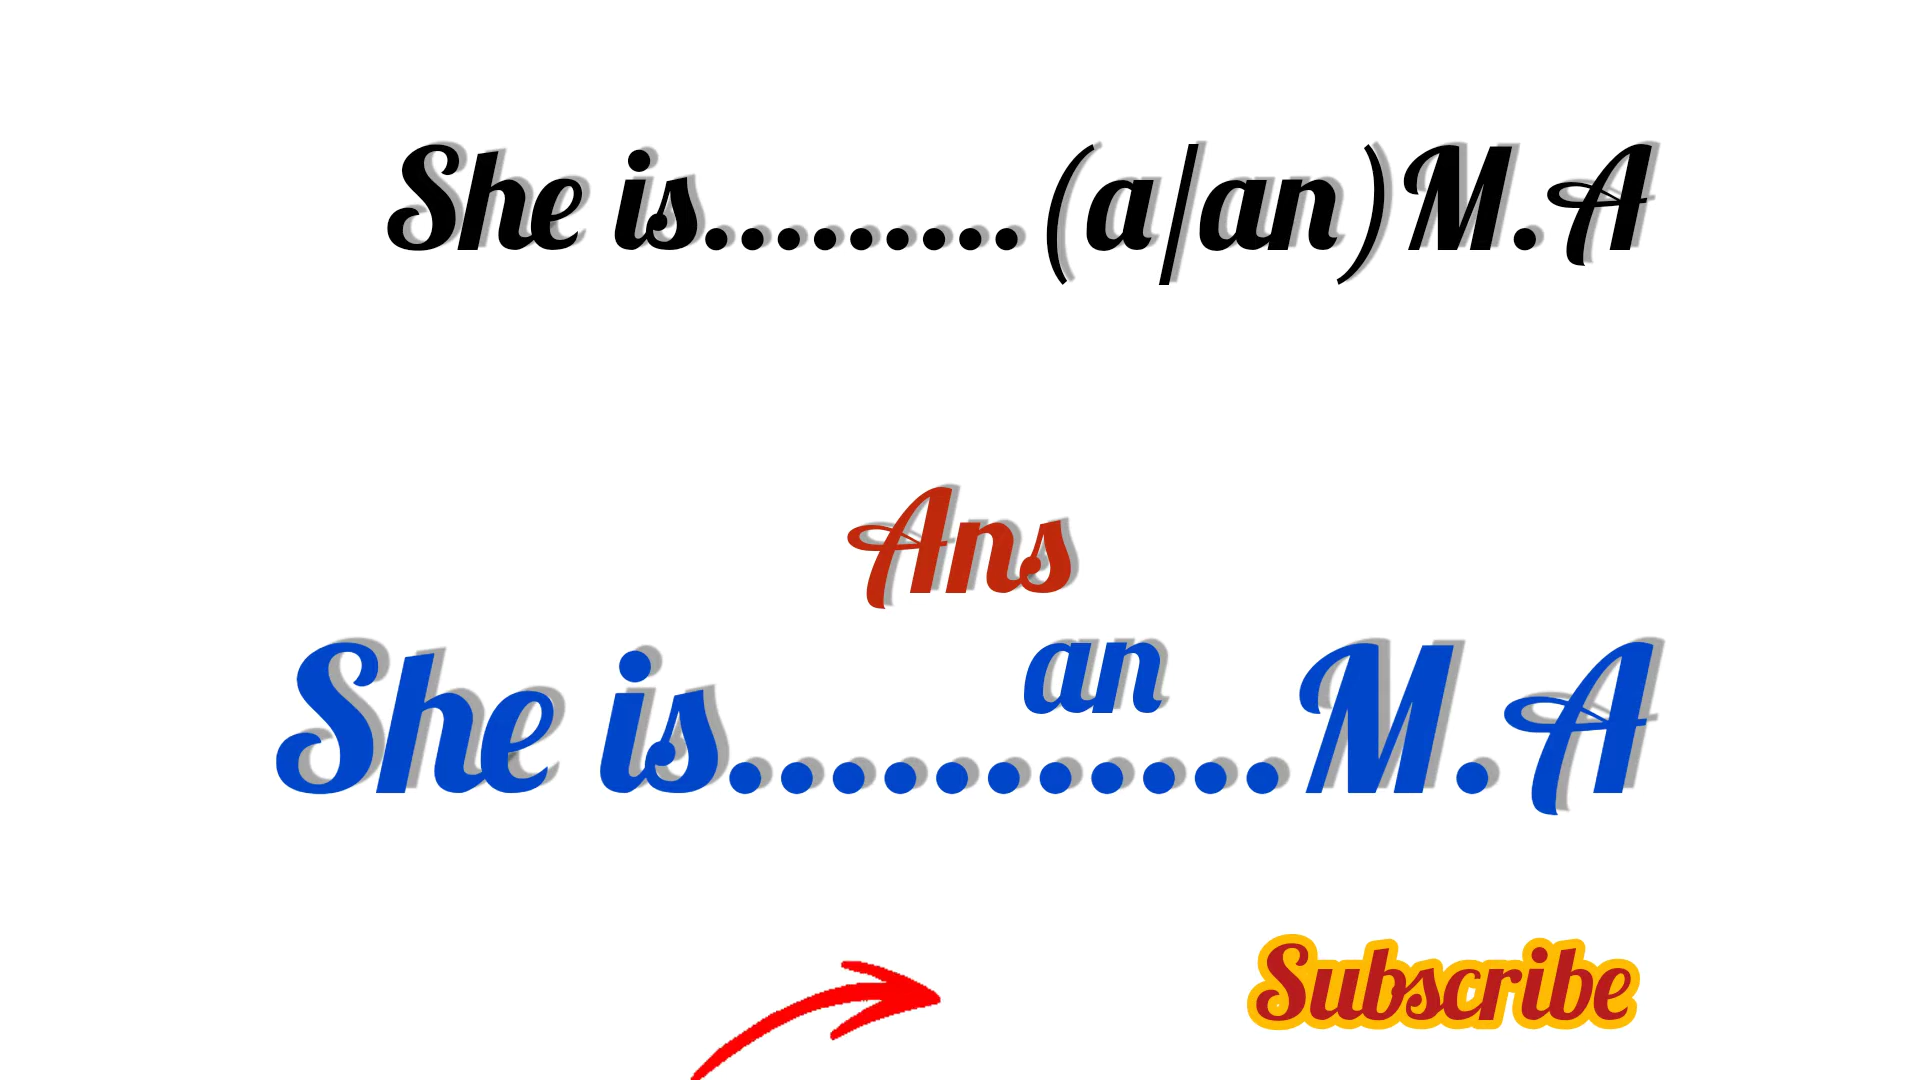 She is.........(a/an)M.A
Ans
an
She is...........M.A
Subscribe